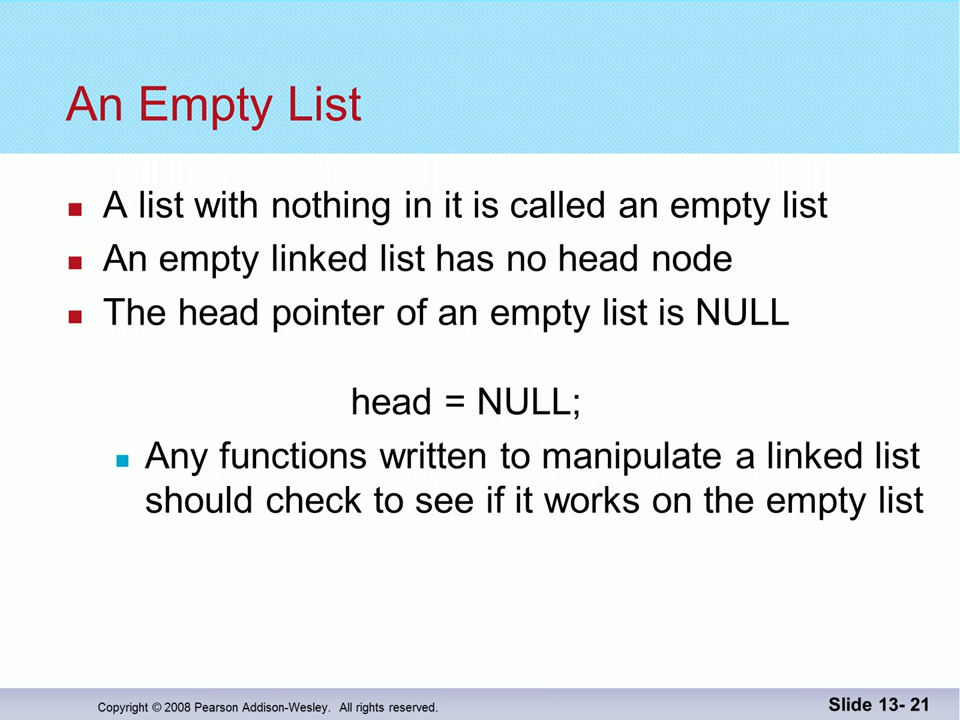 An Empty List
A list with nothing in it is called an empty list
An empty linked list has no head node
The head pointer of an empty list is NULL
head = NULL;
Any functions written to manipulate a linked list
should check to see if it works on the empty list
Copyright © 2008 Pearson Addison-Wesley. All rights reserved.
Slide 13- 21